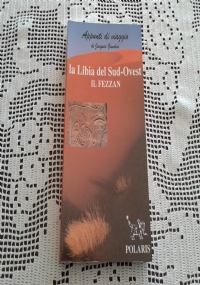 Appunti di viaggio
la Libia del Sud-Ovest
IL FEZZAN
POLARIS